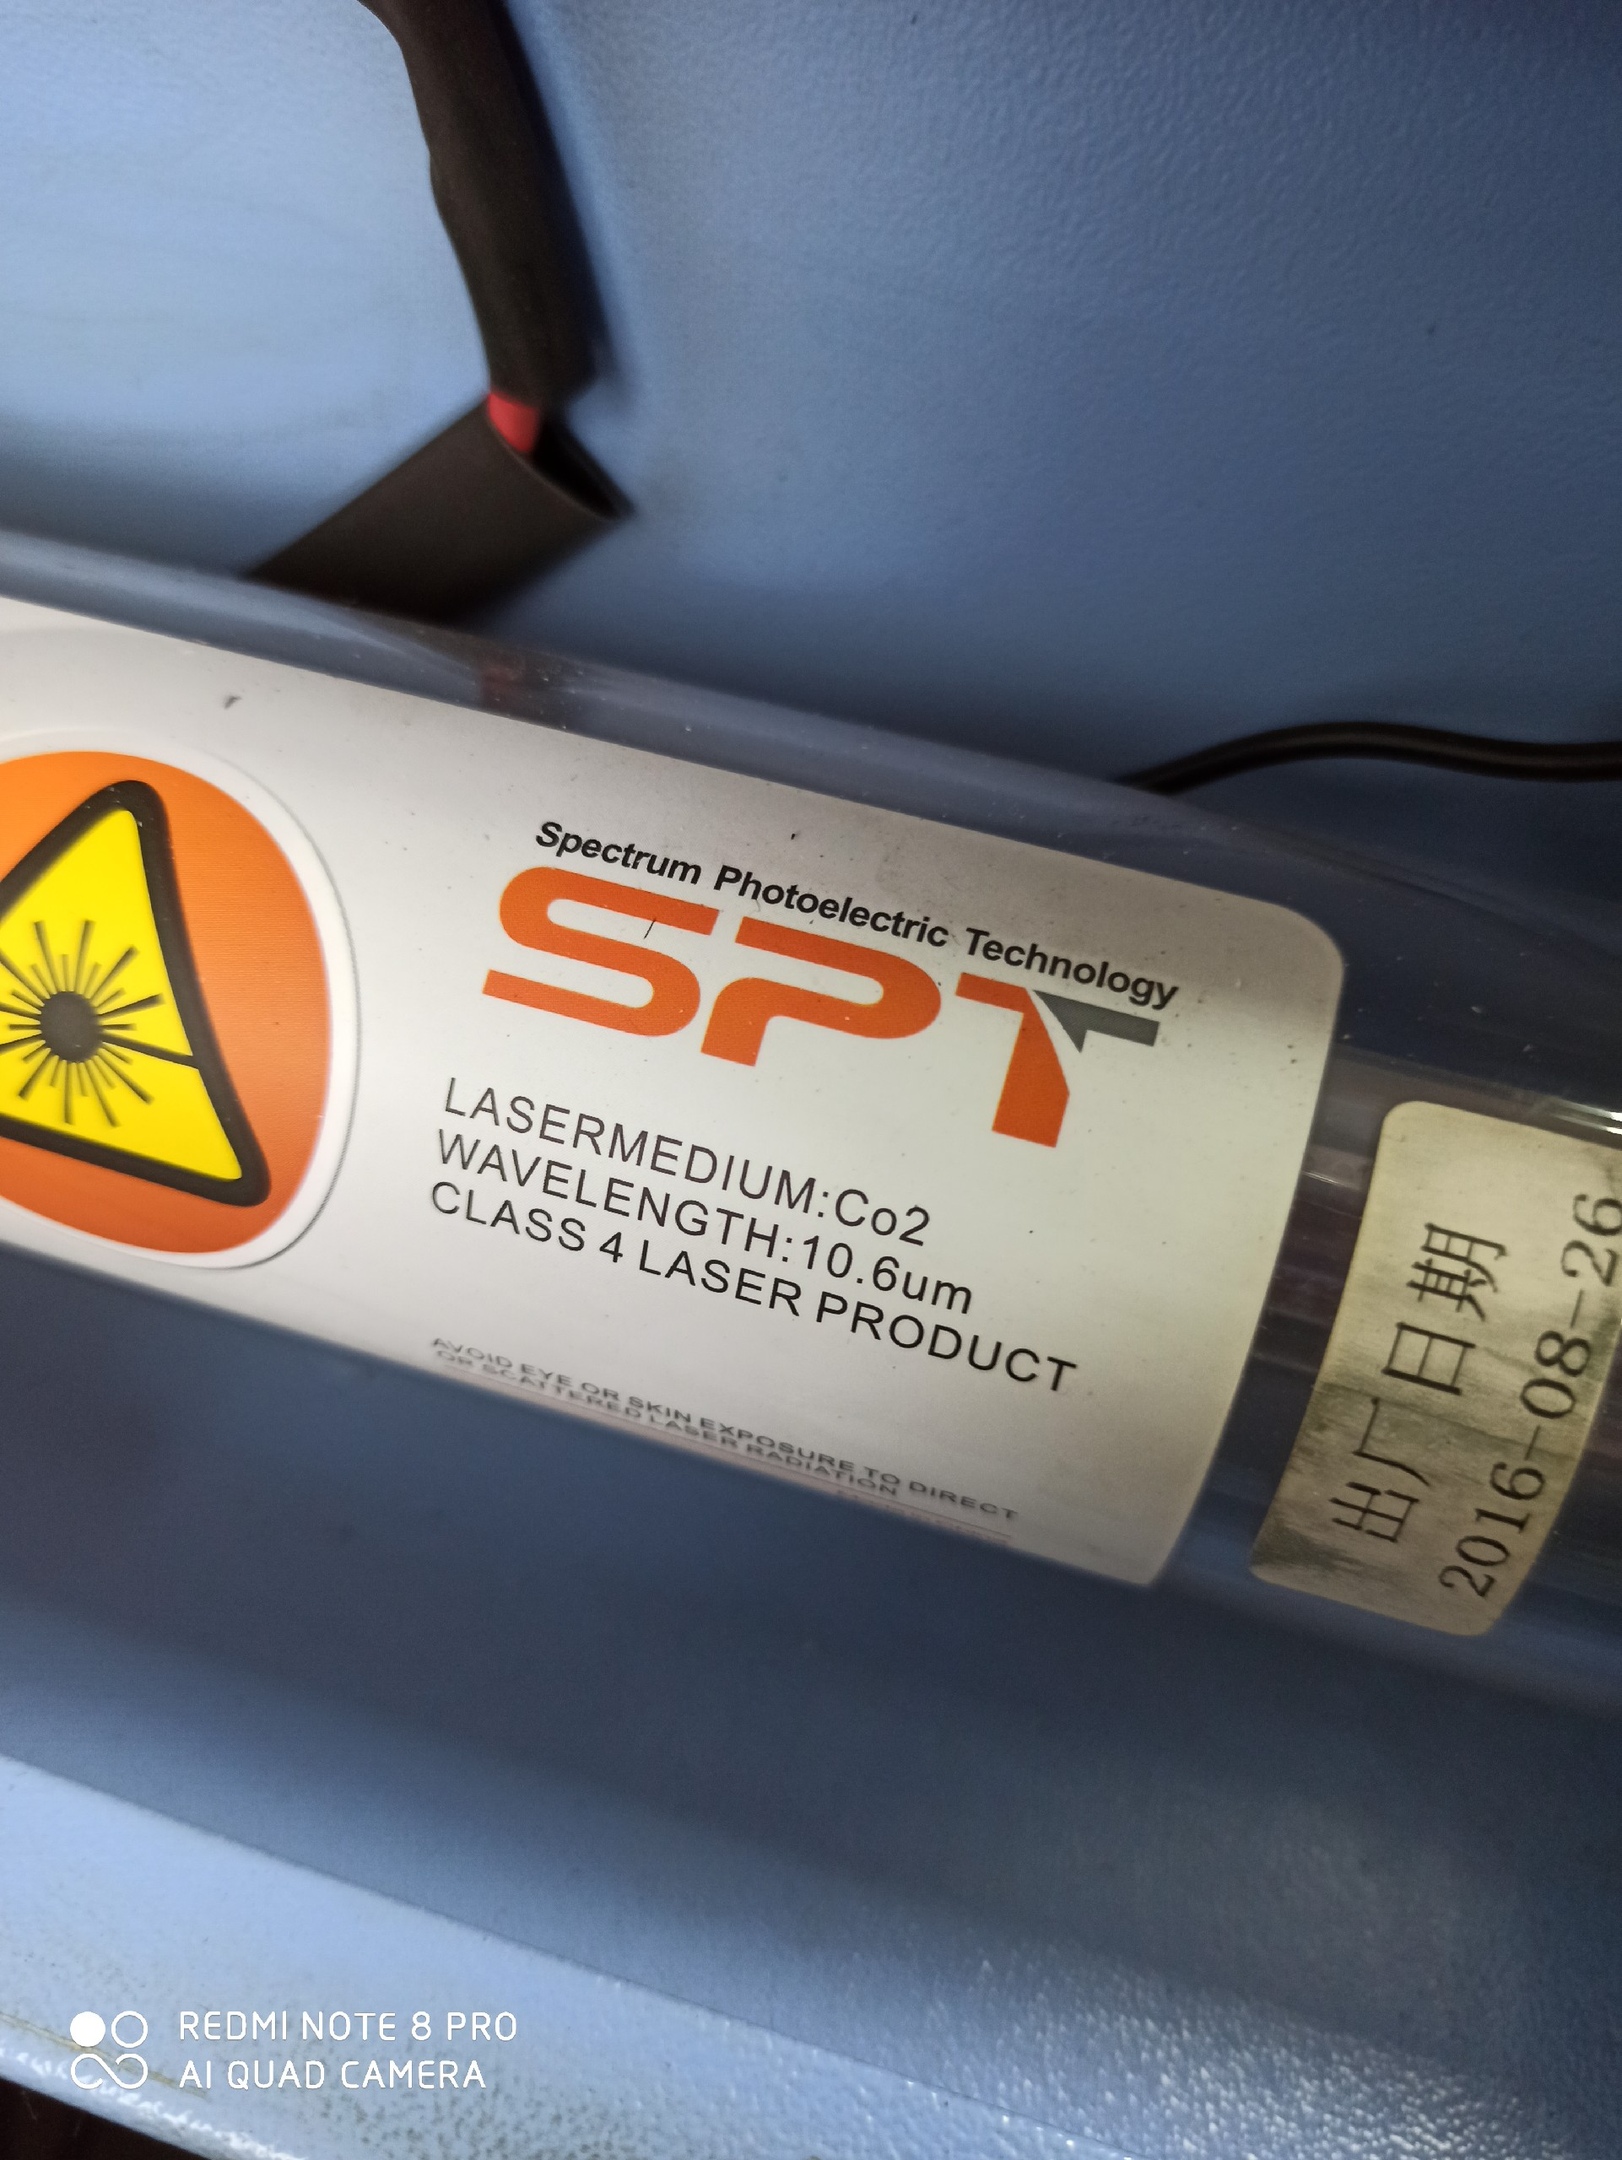 Spectrum Photoelectric Technology
SPT
LASERMEDIUM:Co2
WAVELENGTH:10.6um
CLASS 4 LASER PRODUCT
AVOID EYE OR SKIN EXPOSURE TO DIRECT
OR SCATTERED LASER RADIATION
出厂日期
2016-08-26
REDMI NOTE 8 PRO
AI QUAD CAMERA